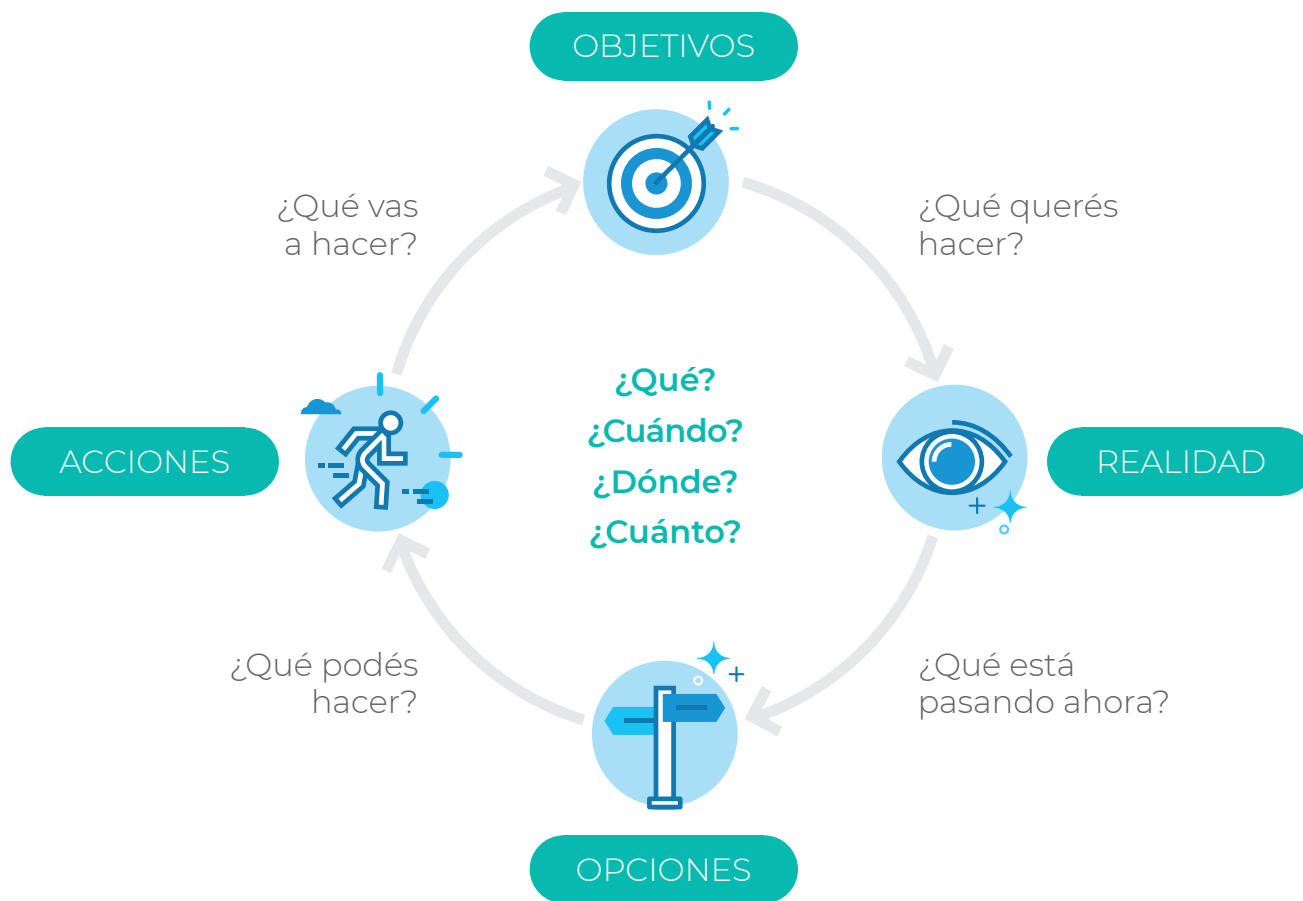 OBJETIVOS
¿Qué vas
a hacer?
¿Qué querés
hacer?
¿Qué?
¿Cuándo?
¿Dónde?
¿Cuánto?
ACCIONES
REALIDAD
¿Qué podés
hacer?
¿Qué está
pasando ahora?
OPCIONES